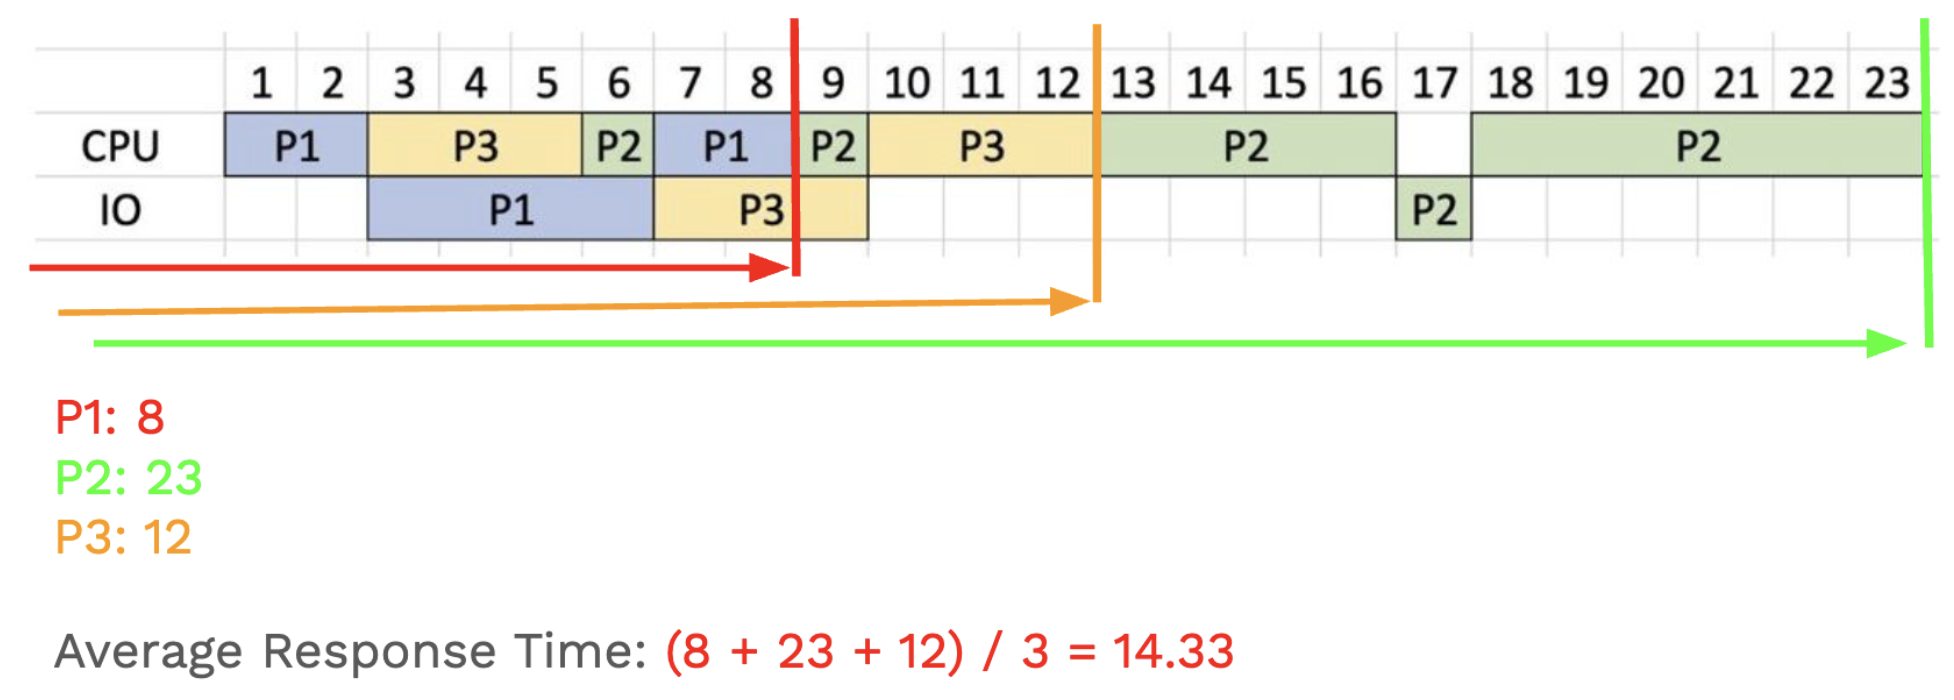 1 2 3 4 5 6 7 8 9 10 11 12 13 14 15 16 17 18 19 20 21 22 23
CPU P1 P3 P2 P1 P2 P3 P2 P2
IO P1 P3 P2
P1: 8
P2: 23
P3: 12
Average Response Time: (8 + 23 + 12) / 3 = 14.33